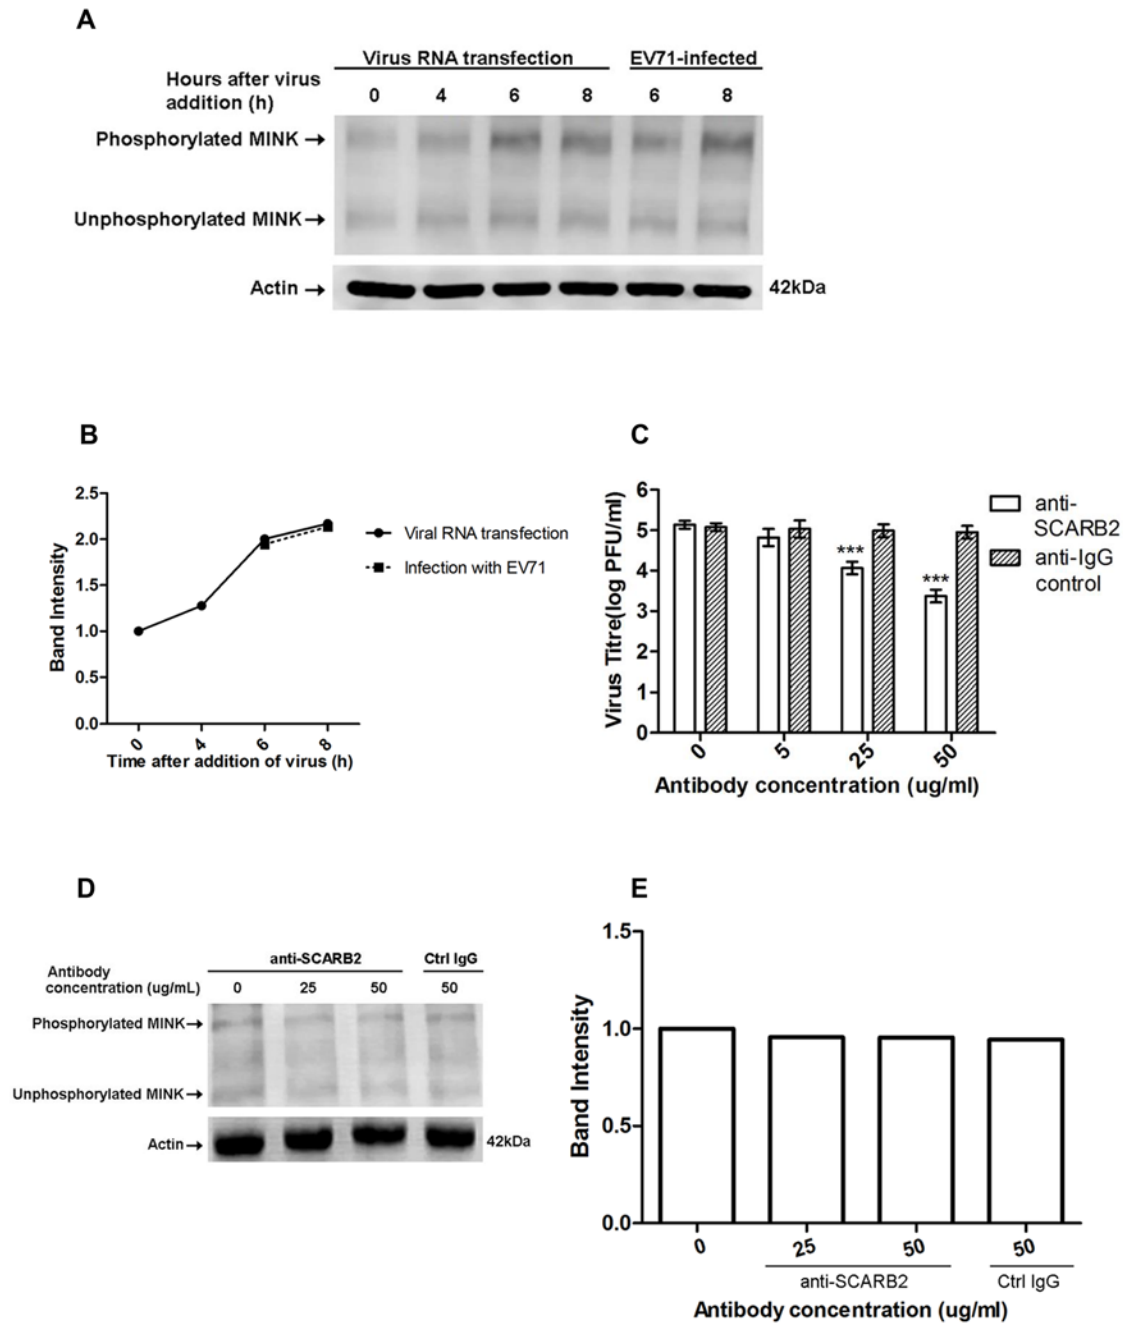 A
Virus RNA transfection EV71-infected
Hours after virus
addition (h) 0 4 6 8 6 8
Phosphorylated MINK →
Unphosphorylated MINK →
Actin → 42kDa
B
2.5
2.0
1.5
1.0
0.5
0.0
Band Intensity
0 4 6 8
Time after addition of virus (h)
Viral RNA transfection
Infection with EV71
C
6
5
4
3
2
1
0
Virus Titre(log PFU/ml)
*** ***
0 5 25 50
Antibody concentration (ug/ml)
anti-
SCARB2
anti-IgG
control
D
anti-SCARB2 Ctrl IgG
Antibody
concentration (ug/mL) 0 25 50 50
Phosphorylated MINK →
Unphosphorylated MINK →
Actin → 42kDa
E
1.5
1.0
0.5
0.0
Band Intensity
0 25 50 50
anti-SCARB2 Ctrl IgG
Antibody concentration (ug/ml)